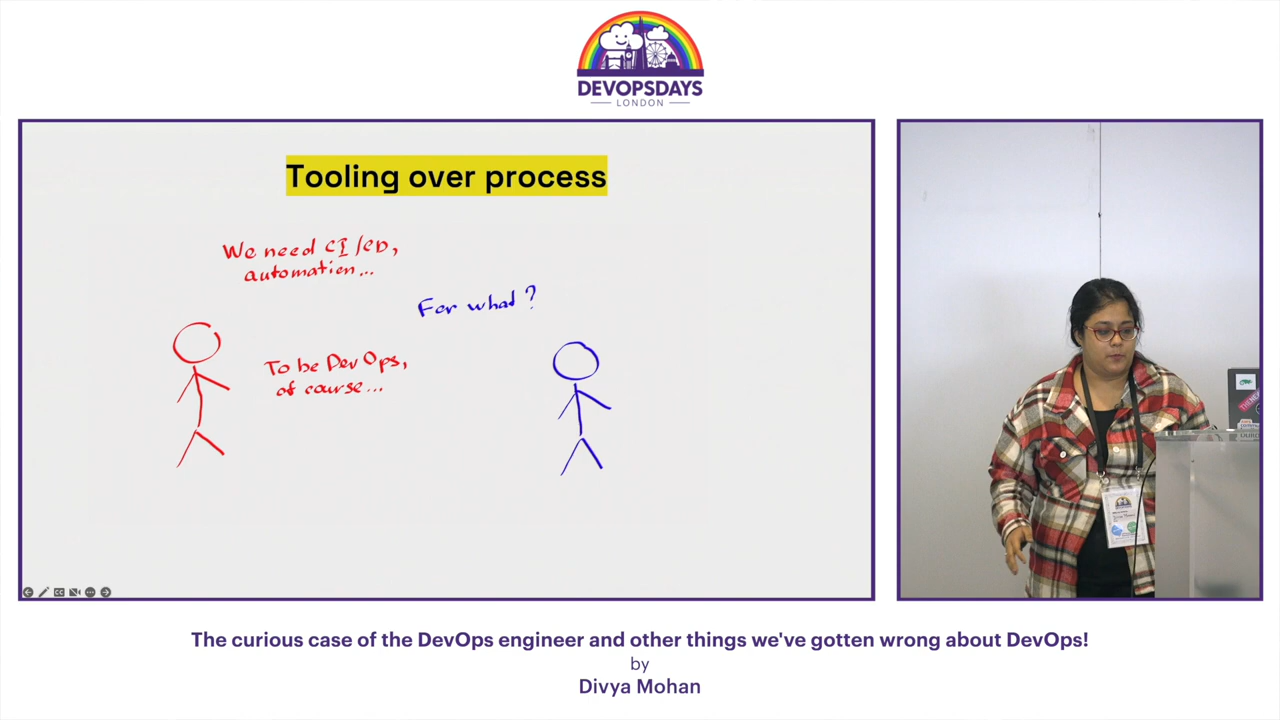 DEVOPSDAYS
LONDON
Tooling over process
We need CI/CD,
automation...
For what?
To be DevOps,
of course...
The curious case of the DevOps engineer and other things we've gotten wrong about DevOps!
by
Divya Mohan